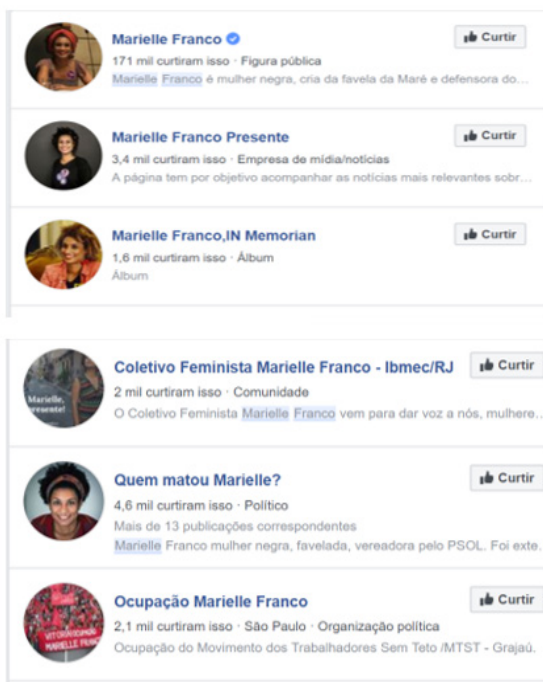 Marielle Franco
Curtir
171 mil curtiram isso · Figura pública
Marielle Franco é mulher negra, cria da favela da Maré e defensora do...
Marielle Franco Presente
Curtir
3,4 mil curtiram isso · Empresa de mídia/notícias
A página tem por objetivo acompanhar as notícias mais relevantes sobr...
Marielle Franco,IN Memorian
Curtir
1,6 mil curtiram isso · Álbum
Álbum
Coletivo Feminista Marielle Franco - Ibmec/RJ
Curtir
Marielle,
presente!
2 mil curtiram isso · Comunidade
O Coletivo Feminista Marielle Franco vem para dar voz a nós, mulhere..
Quem matou Marielle?
Curtir
4,6 mil curtiram isso · Político
Mais de 13 publicações correspondentes
Marielle Franco mulher negra, favelada, vereadora pelo PSOL. Foi exte.
Ocupação Marielle Franco
Curtir
2,1 mil curtiram isso · São Paulo · Organização política
MARIELLE
Ocupação do Movimento dos Trabalhadores Sem Teto /MTST - Grajaú.